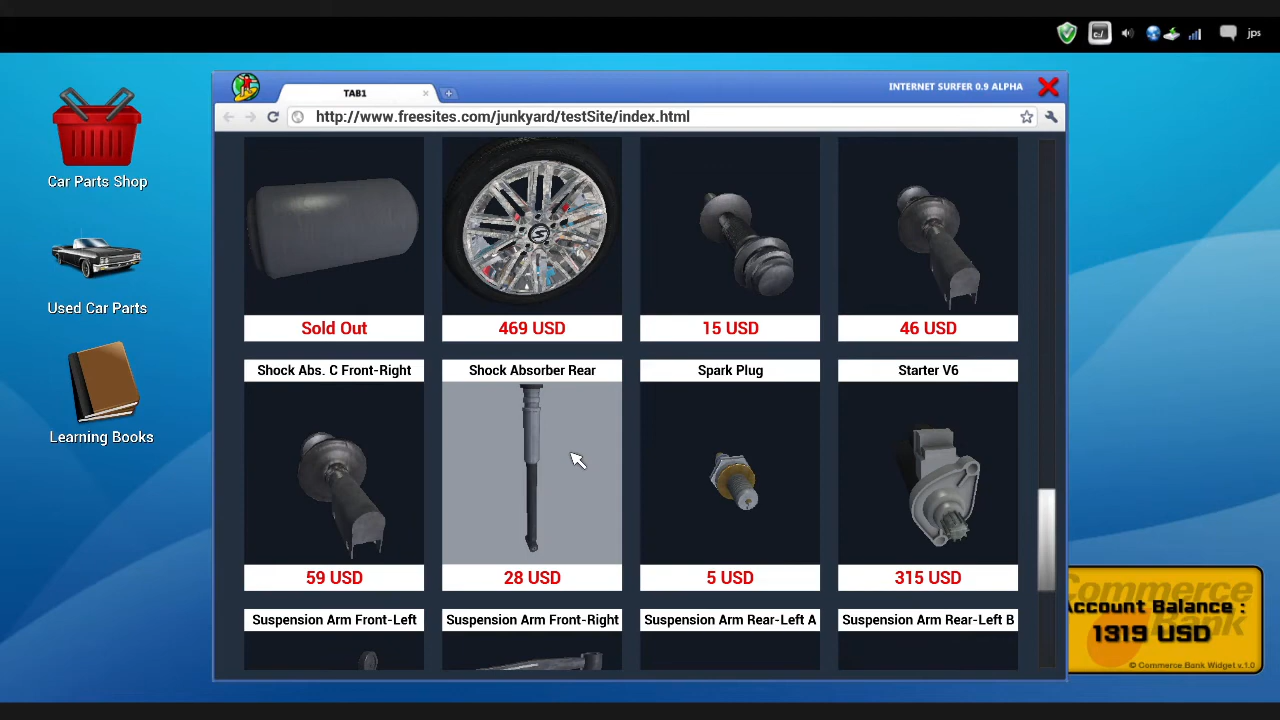 jps
TAB1
INTERNET SURFER 0.9 ALPHA
http://www.freesites.com/junkyard/testSite/index.html
Car Parts Shop
Used Car Parts
Learning Books
Sold Out
469 USD
15 USD
46 USD
Shock Abs. C Front-Right
Shock Absorber Rear
Spark Plug
Starter V6
59 USD
28 USD
5 USD
315 USD
Suspension Arm Front-Left
Suspension Arm Front-Right
Suspension Arm Rear-Left A
Suspension Arm Rear-Left B
Commerce
Bank
Account Balance :
1319 USD
© Commerce Bank Widget v.1.0